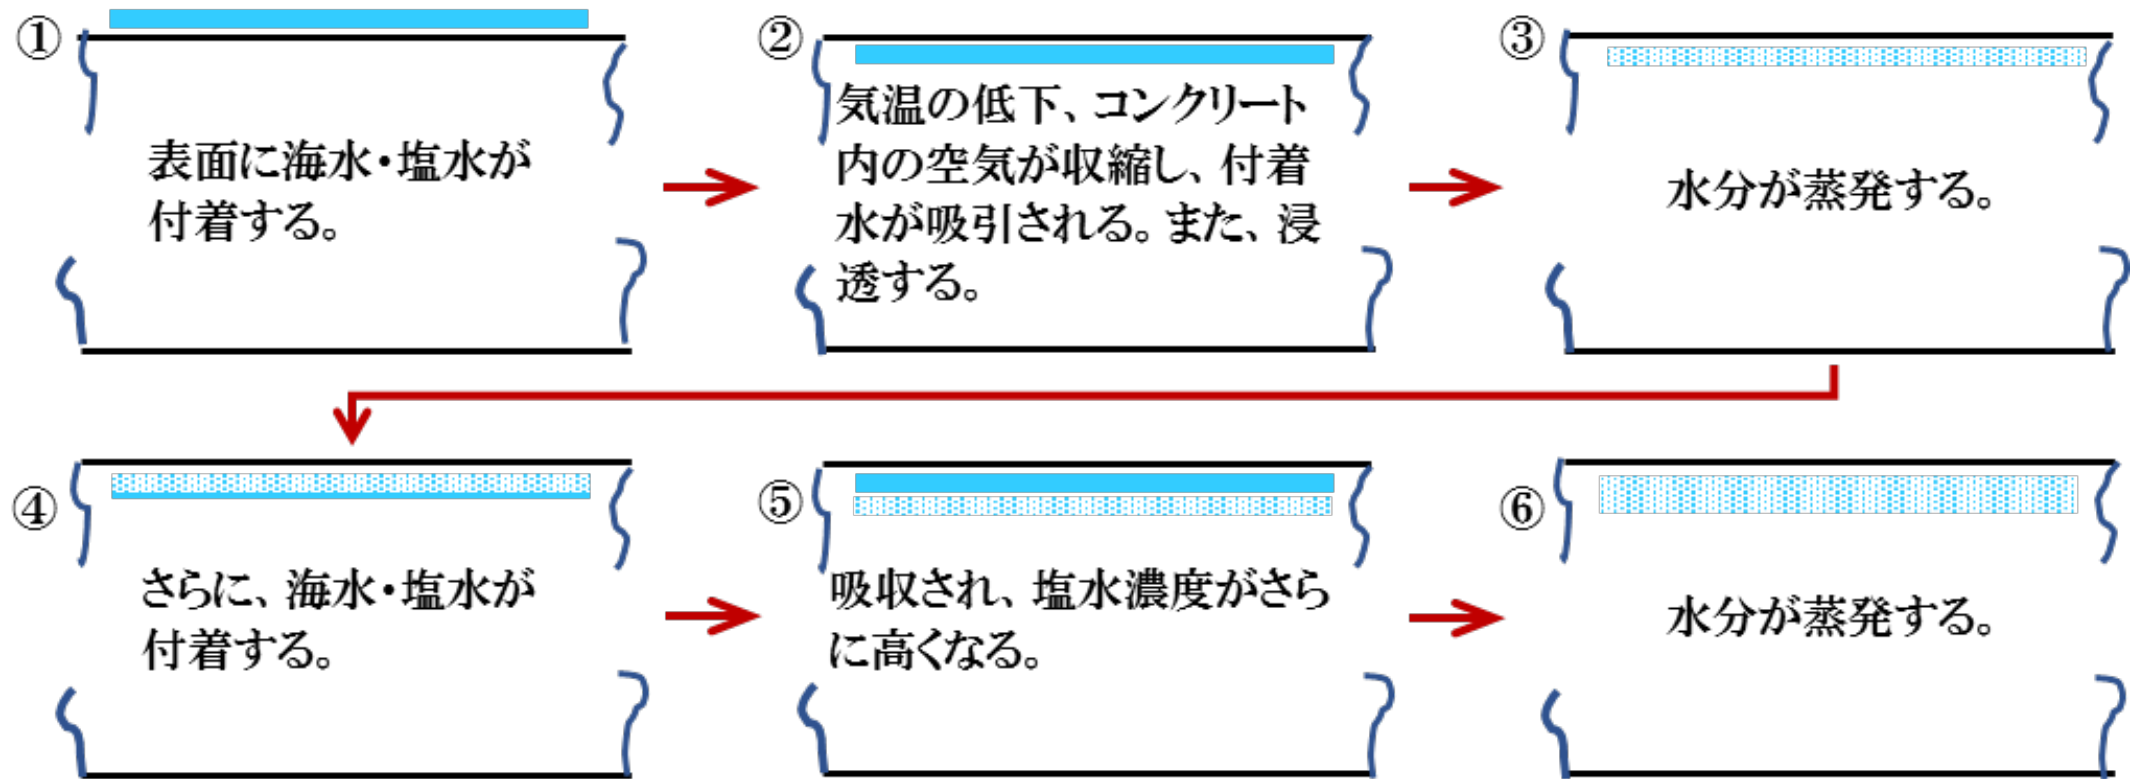 ①
表面に海水・塩水が
付着する。
②
気温の低下、コンクリート
内の空気が収縮し、付着
水が吸引される。また、浸
透する。
③
水分が蒸発する。
④
さらに、海水・塩水が
付着する。
⑤
吸収され、塩水濃度がさら
に高くなる。
⑥
水分が蒸発する。